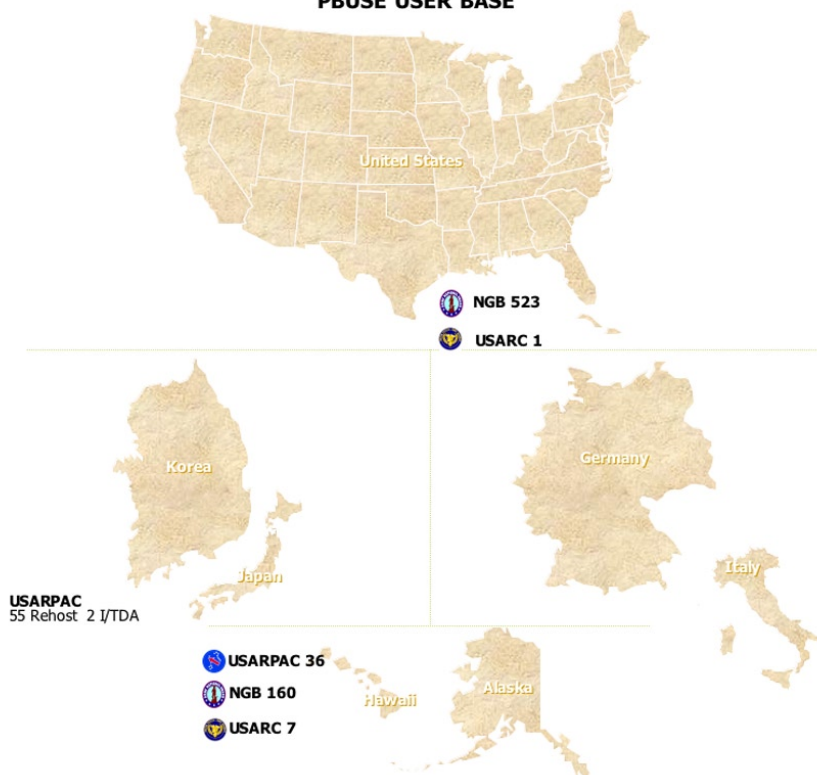 PBUSE USER BASE
United States
NGB 523
USARC 1
Korea
Japan
Germany
Italy
USARPAC
55 Rehost 2 I/TDA
USARPAC 36
NGB 160
USARC 7
Hawaii
Alaska